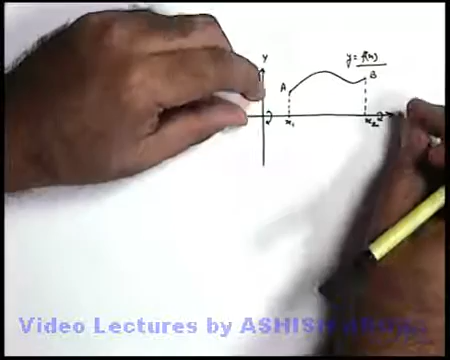 y
y = f(x)
A
B
x₁
x₂
Video Lectures by ASHISH